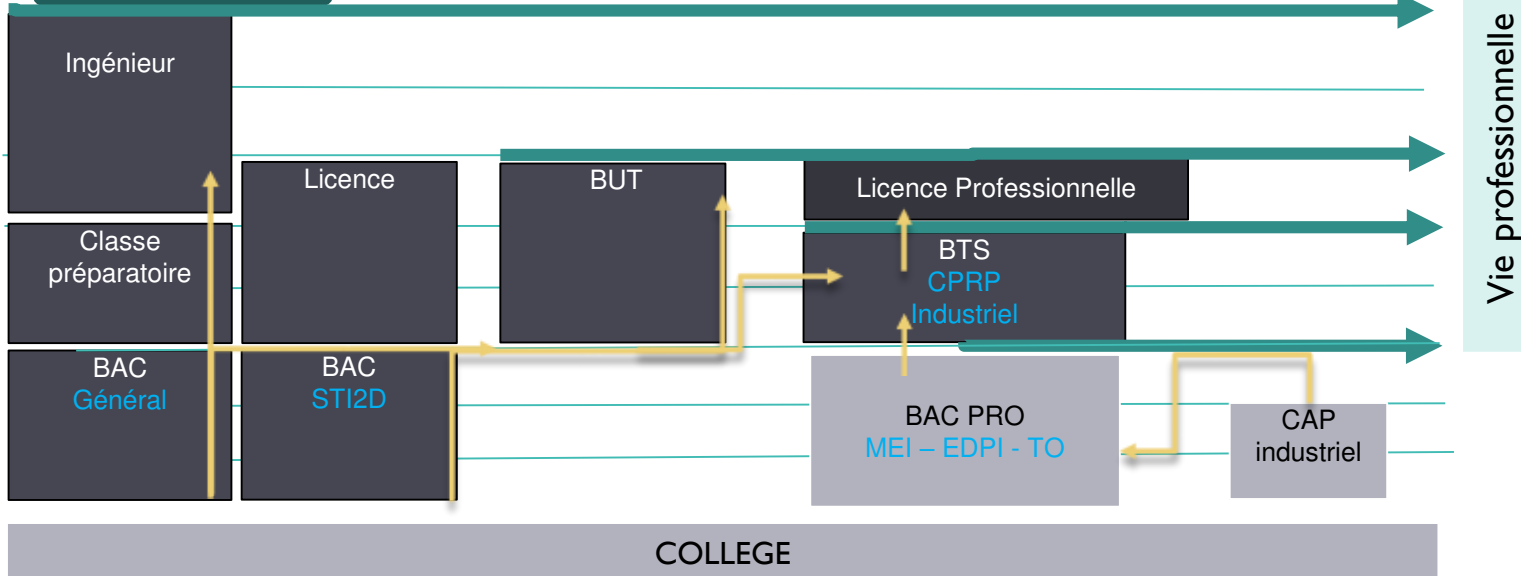 Ingénieur
Vie professionnelle
Licence
BUT
Licence Professionnelle
Classe
préparatoire
BTS
CPRP
Industriel
BAC
Général
BAC
STI2D
BAC PRO
MEI – EDPI - TO
CAP
industriel
COLLEGE